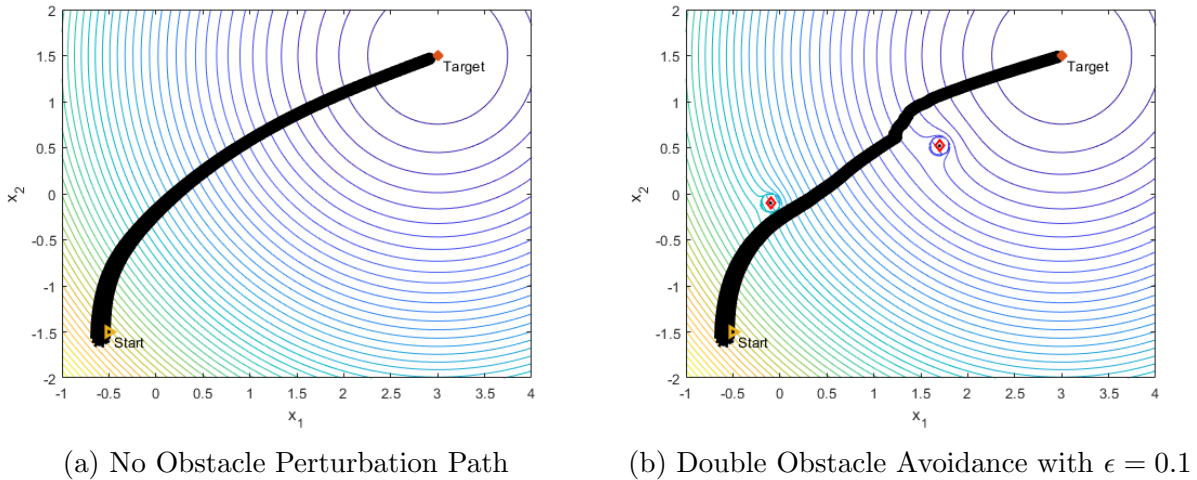 2
1.5
1
0.5
0
-0.5
-1
-1.5
-2
x2
-1 -0.5 0 0.5 1 1.5 2 2.5 3 3.5 4
x1
Target
Start
(a) No Obstacle Perturbation Path
2
1.5
1
0.5
0
-0.5
-1
-1.5
-2
x2
-1 -0.5 0 0.5 1 1.5 2 2.5 3 3.5 4
x1
Target
Start
(b) Double Obstacle Avoidance with ϵ = 0.1